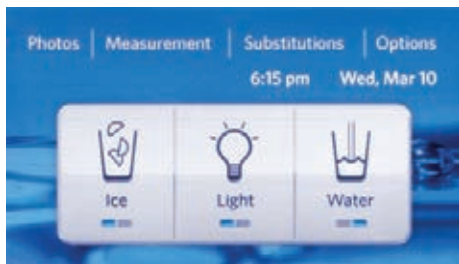 Photos | Measurement | Substitutions | Options
6:15 pm Wed, Mar 10
Ice Light Water